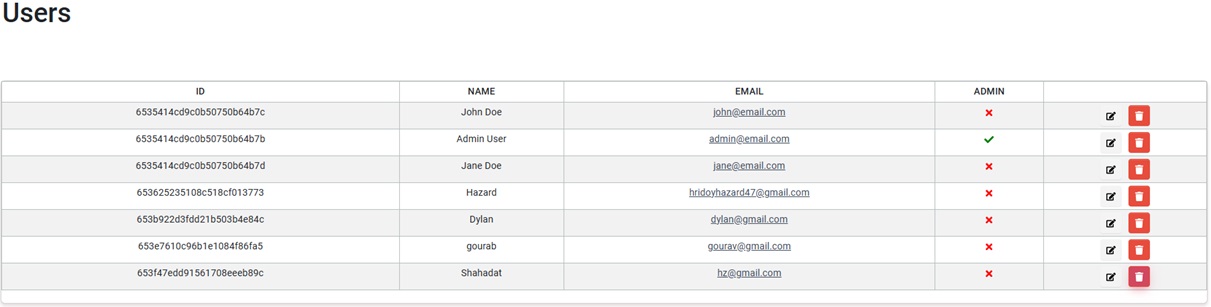 Users
ID NAME EMAIL ADMIN
6535414cd9c0b50750b64b7c John Doe john@email.com
6535414cd9c0b50750b64b7b Admin User admin@email.com
6535414cd9c0b50750b64b7d Jane Doe jane@email.com
653625235108c518cf013773 Hazard hridoyhazard47@gmail.com
653b922d3fdd21b503b4e84c Dylan dylan@gmail.com
653e7610c96b1e1084f86fa5 gourab gourav@gmail.com
653f47edd91561708eeeb89c Shahadat hz@gmail.com